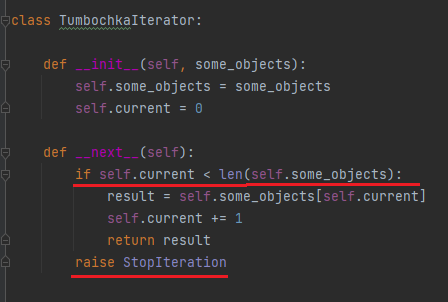 class TumbochkaIterator:
def __init__(self, some_objects):
self.some_objects = some_objects
self.current = 0
def __next__(self):
if self.current < len(self.some_objects):
result = self.some_objects[self.current]
self.current += 1
return result
raise StopIteration